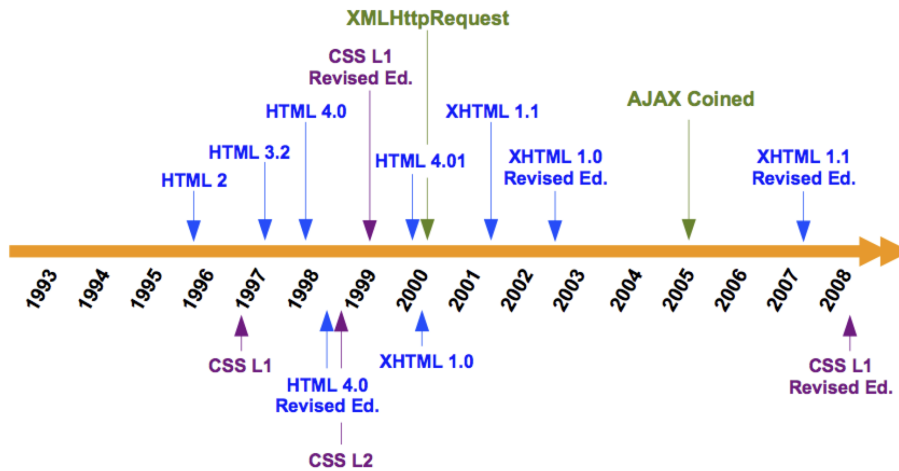 XMLHttpRequest
CSS L1
Revised Ed.
HTML 4.0
XHTML 1.1
AJAX Coined
HTML 3.2
HTML 4.01
XHTML 1.0
Revised Ed.
XHTML 1.1
Revised Ed.
HTML 2
1993
1994
1995
1996
1997
1998
1999
2000
2001
2002
2003
2004
2005
2006
2007
2008
CSS L1
HTML 4.0
Revised Ed.
XHTML 1.0
CSS L1
Revised Ed.
CSS L2